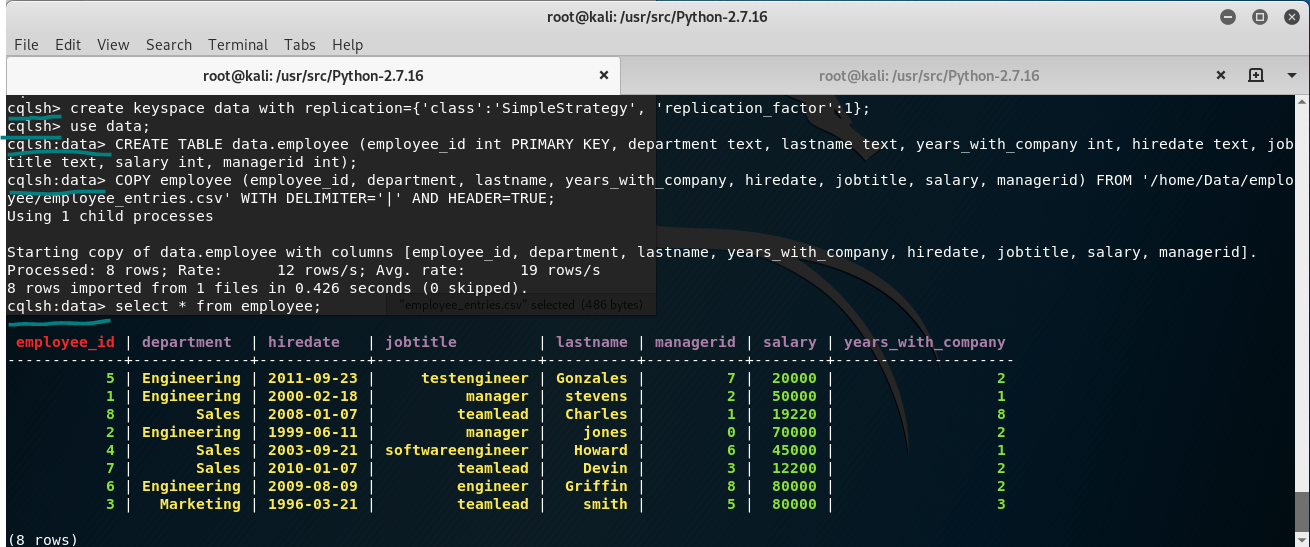 root@kali: /usr/src/Python-2.7.16
File Edit View Search Terminal Tabs Help
root@kali: /usr/src/Python-2.7.16 root@kali: /usr/src/Python-2.7.16
cqlsh> create keyspace data with replication={'class':'SimpleStrategy', 'replication_factor':1};
cqlsh> use data;
cqlsh:data> CREATE TABLE data.employee (employee_id int PRIMARY KEY, department text, lastname text, years_with_company int, hiredate text, job
title text, salary int, managerid int);
cqlsh:data> COPY employee (employee_id, department, lastname, years_with_company, hiredate, jobtitle, salary, managerid) FROM '/home/Data/emplo
yee/employee_entries.csv' WITH DELIMITER='|' AND HEADER=TRUE;
Using 1 child processes
Starting copy of data.employee with columns [employee_id, department, lastname, years_with_company, hiredate, jobtitle, salary, managerid].
Processed: 8 rows; Rate: 12 rows/s; Avg. rate: 19 rows/s
8 rows imported from 1 files in 0.426 seconds (0 skipped).
cqlsh:data> select * from employee;
"employee_entries.csv" selected (486 bytes)
employee_id | department | hiredate | jobtitle | lastname | managerid | salary | years_with_company
-------------+-------------+------------+------------------+----------+-----------+--------+--------------------
5 | Engineering | 2011-09-23 | testengineer | Gonzales | 7 | 20000 | 2
1 | Engineering | 2000-02-18 | manager | stevens | 2 | 50000 | 1
8 | Sales | 2008-01-07 | teamlead | Charles | 1 | 19220 | 8
2 | Engineering | 1999-06-11 | manager | jones | 0 | 70000 | 2
4 | Sales | 2003-09-21 | softwareengineer | Howard | 6 | 45000 | 1
7 | Sales | 2010-01-07 | teamlead | Devin | 3 | 12200 | 2
6 | Engineering | 2009-08-09 | engineer | Griffin | 8 | 80000 | 2
3 | Marketing | 1996-03-21 | teamlead | smith | 5 | 80000 | 3
(8 rows)